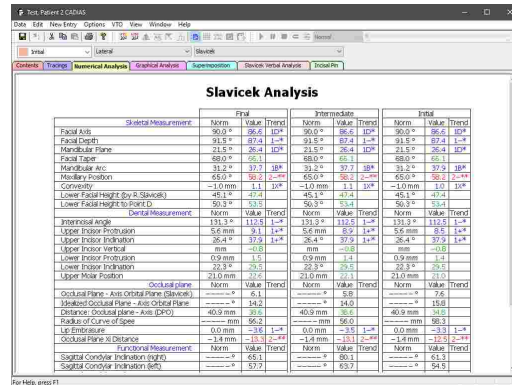 Test, Patient 2 CADIAS
Data Edit New Entry Options VTO View Window Help
Normal
Initial Lateral Slavicek
Contents Tracings Numerical Analysis Graphical Analysis Superimposition Slavicek Verbal Analysis Incisal Pin
Slavicek Analysis
Final Intermediate Initial
Skeletal Measurement Norm Value Trend Norm Value Trend Norm Value Trend
Facial Axis 90.0 ° 86.6 1D* 90.0 ° 86.6 1D* 90.0 ° 86.6 1D*
Facial Depth 91.5 ° 87.4 1-* 91.5 ° 87.4 1-* 91.5 ° 87.4 1-*
Mandibular Plane 21.5 ° 26.4 1D* 21.5 ° 26.4 1D* 21.5 ° 26.4 1D*
Facial Taper 68.0 ° 66.1 68.0 ° 66.1 68.0 ° 66.1
Mandibular Arc 31.2 ° 37.7 1B* 31.2 ° 37.7 1B* 31.2 ° 37.9 1B*
Maxillary Position 65.0 ° 58.2 2-** 65.0 ° 58.2 2-** 65.0 ° 58.2 2-**
Convexity -1.0 mm 1.1 1X* -1.0 mm 1.1 1X* -1.0 mm 1.0 1X*
Lower Facial Height (by R.Slavicek) 45.1 ° 47.4 45.1 ° 47.4 45.1 ° 47.4
Lower Facial Height to Point D 50.3 ° 53.5 50.3 ° 53.4 50.3 ° 53.4
Dental Measurement Norm Value Trend Norm Value Trend Norm Value Trend
Interincisal Angle 131.3 ° 112.5 1-* 131.3 ° 112.5 1-* 131.3 ° 112.5 1-*
Upper Incisor Protrusion 5.6 mm 9.1 1+* 5.6 mm 8.9 1+* 5.6 mm 8.5 1+*
Upper Incisor Inclination 26.4 ° 37.9 1+* 26.4 ° 37.9 1+* 26.4 ° 37.9 1+*
Upper Incisor Vertical mm -0.8 mm -0.8 mm -0.8
Lower Incisor Protrusion 0.9 mm 1.5 0.9 mm 1.4 0.9 mm 1.4
Lower Incisor Inclination 22.3 ° 29.5 22.3 ° 29.5 22.3 ° 29.5
Upper Molar Position 21.0 mm 22.6 21.0 mm 22.1 21.0 mm 21.0
Occlusal plane Norm Value Trend Norm Value Trend Norm Value Trend
Occlusal Plane - Axis Orbital Plane (Slavicek) ----- ° 6.1 ----- ° 5.8 ----- ° 7.6
Idealized Occlusal Plane - Axis Orbital Plane ----- ° 14.2 ----- ° 14.0 ----- ° 15.8
Distance: Occlusal plane - Axis (DPO) 40.9 mm 38.6 40.9 mm 38.6 40.9 mm 34.8
Radius of Curve of Spee ----- mm 56.2 ----- mm 56.0 ----- mm 58.3
Lip Embrasure 0.0 mm -3.6 1-* 0.0 mm -3.5 1-* 0.0 mm -3.3 1-*
Occlusal Plane Xi Distance -1.4 mm -13.3 2-** -1.4 mm -13.1 2-** -1.4 mm -12.5 2-**
Functional Measurement Norm Value Trend Norm Value Trend Norm Value Trend
Sagittal Condylar Inclination (right) ----- ° 65.1 ----- ° 80.1 ----- ° 61.3
Sagittal Condylar Inclination (left) ----- ° 57.7 ----- ° 63.7 ----- ° 54.5
For Help, press F1